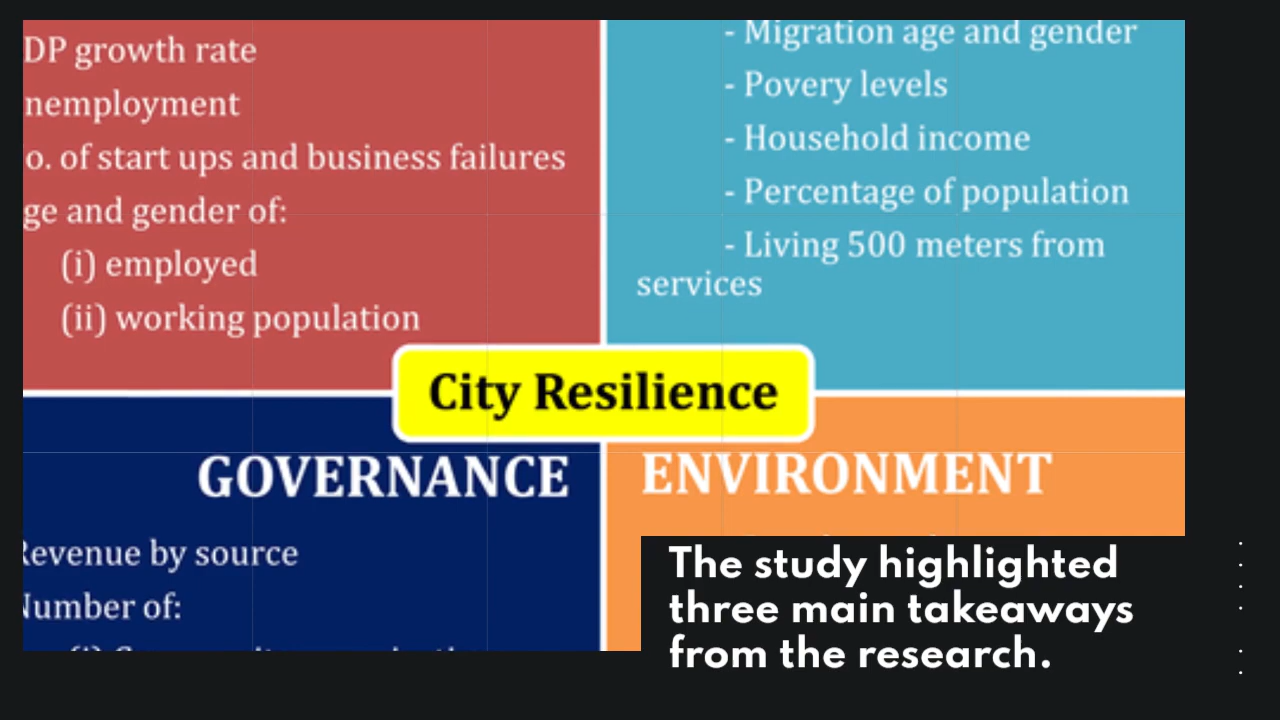 DP growth rate
nemployment
o. of start ups and business failures
ge and gender of:
(i) employed
(ii) working population
- Migration age and gender
- Povery levels
- Household income
- Percentage of population
- Living 500 meters from
services
City Resilience
GOVERNANCE
Revenue by source
Number of:
ENVIRONMENT
The study highlighted
three main takeaways
from the research.